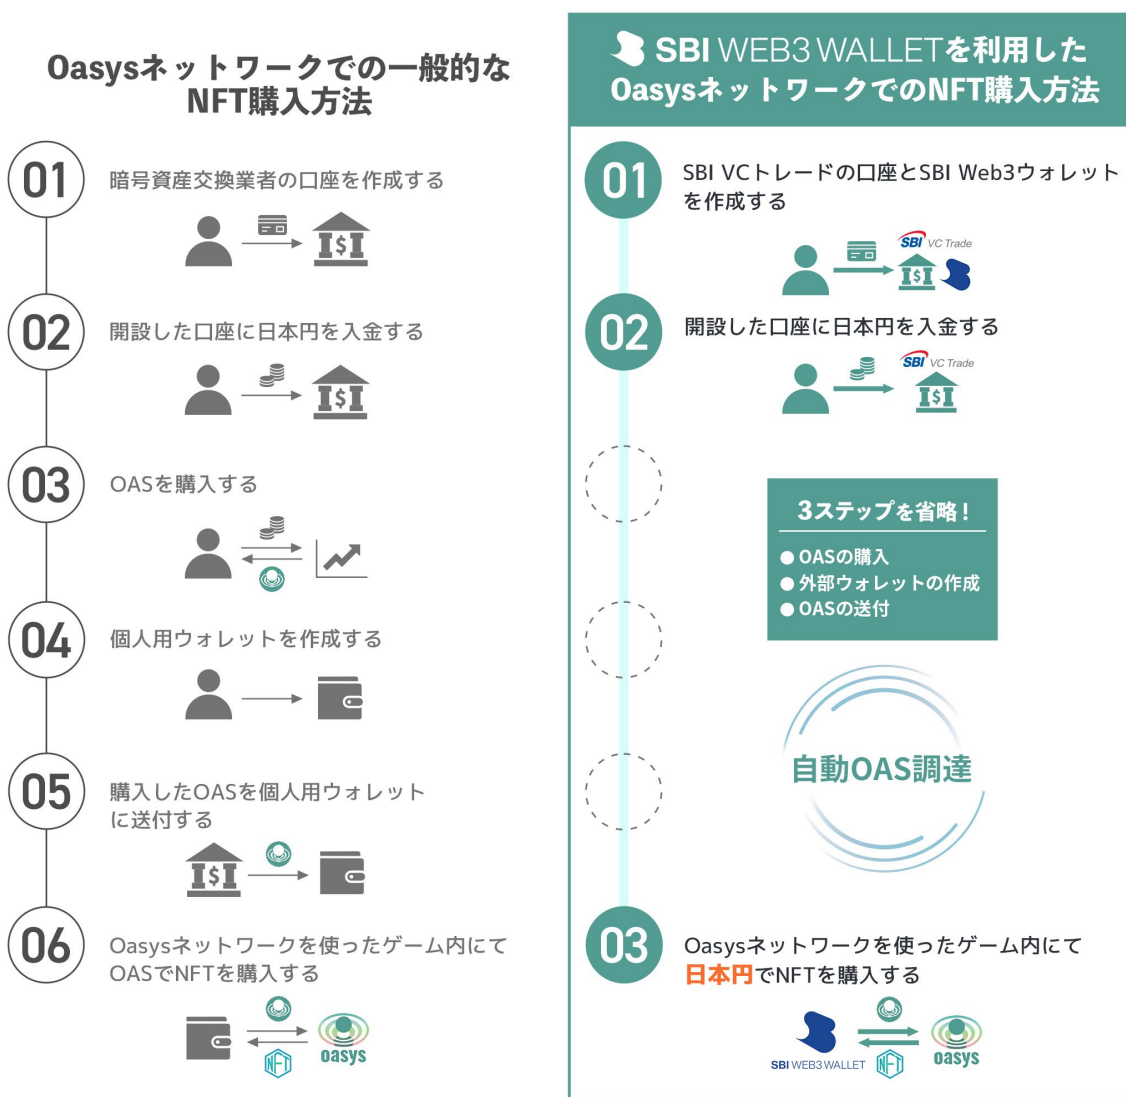 Oasysネットワークでの一般的な
NFT購入方法
01
暗号資産交換業者の口座を作成する
$
02
開設した口座に日本円を入金する
$
03
OASを購入する
04
個人用ウォレットを作成する
05
購入したOASを個人用ウォレット
に送付する
$
06
Oasysネットワークを使ったゲーム内にて
OASでNFTを購入する
NFT
oasys
SBI WEB3 WALLETを利用した
OasysネットワークでのNFT購入方法
01
SBI VCトレードの口座とSBI Web3ウォレット
を作成する
SBI VC Trade
$
02
開設した口座に日本円を入金する
SBI VC Trade
$
3ステップを省略!
● OASの購入
● 外部ウォレットの作成
● OASの送付
自動OAS調達
03
Oasysネットワークを使ったゲーム内にて
日本円でNFTを購入する
SBI WEB3 WALLET
NFT
oasys